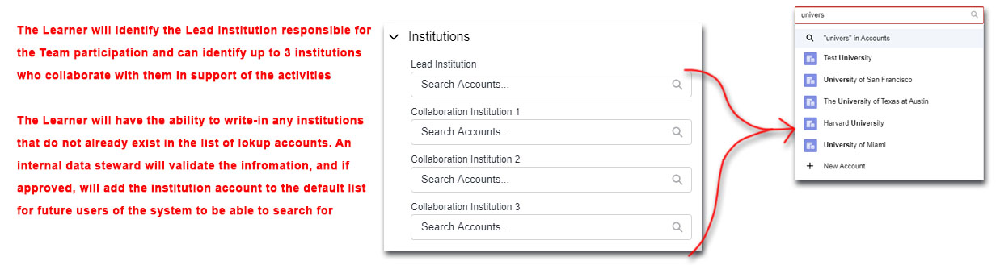 The Learner will identify the Lead Institution responsible for
the Team participation and can identify up to 3 institutions
who collaborate with them in support of the activities
The Learner will have the ability to write-in any institutions
that do not already exist in the list of lokup accounts. An
internal data steward will validate the infromation, and if
approved, will add the institution account to the default list
for future users of the system to be able to search for
Institutions
Lead Institution
Search Accounts...
Collaboration Institution 1
Search Accounts...
Collaboration Institution 2
Search Accounts...
Collaboration Institution 3
Search Accounts...
univers
"univers" in Accounts
Test University
University of San Francisco
The University of Texas at Austin
Harvard University
University of Miami
New Account